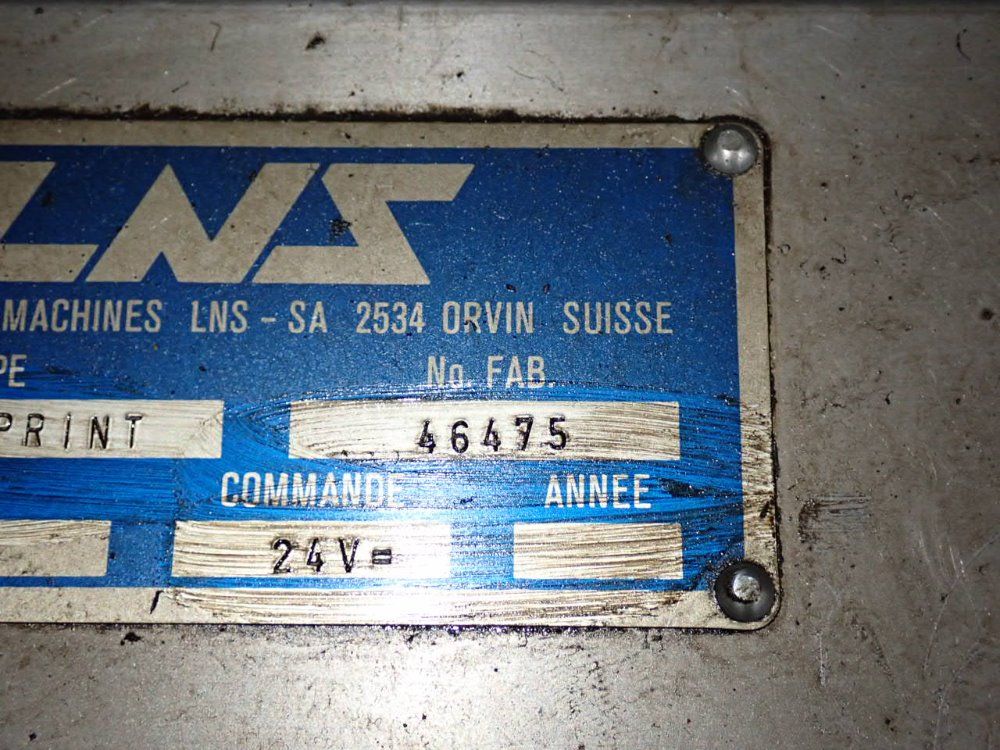 LNS
MACHINES LNS-SA 2534 ORVIN SUISSE
PE No. FAB.
PRINT 46475
COMMANDE ANNEE
24V=